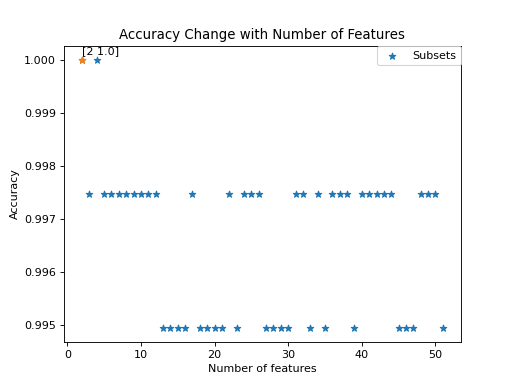 Accuracy Change with Number of Features
[2 1.0]
Subsets
1.000
0.999
0.998
0.997
0.996
0.995
Accuracy
0 10 20 30 40 50
Number of features